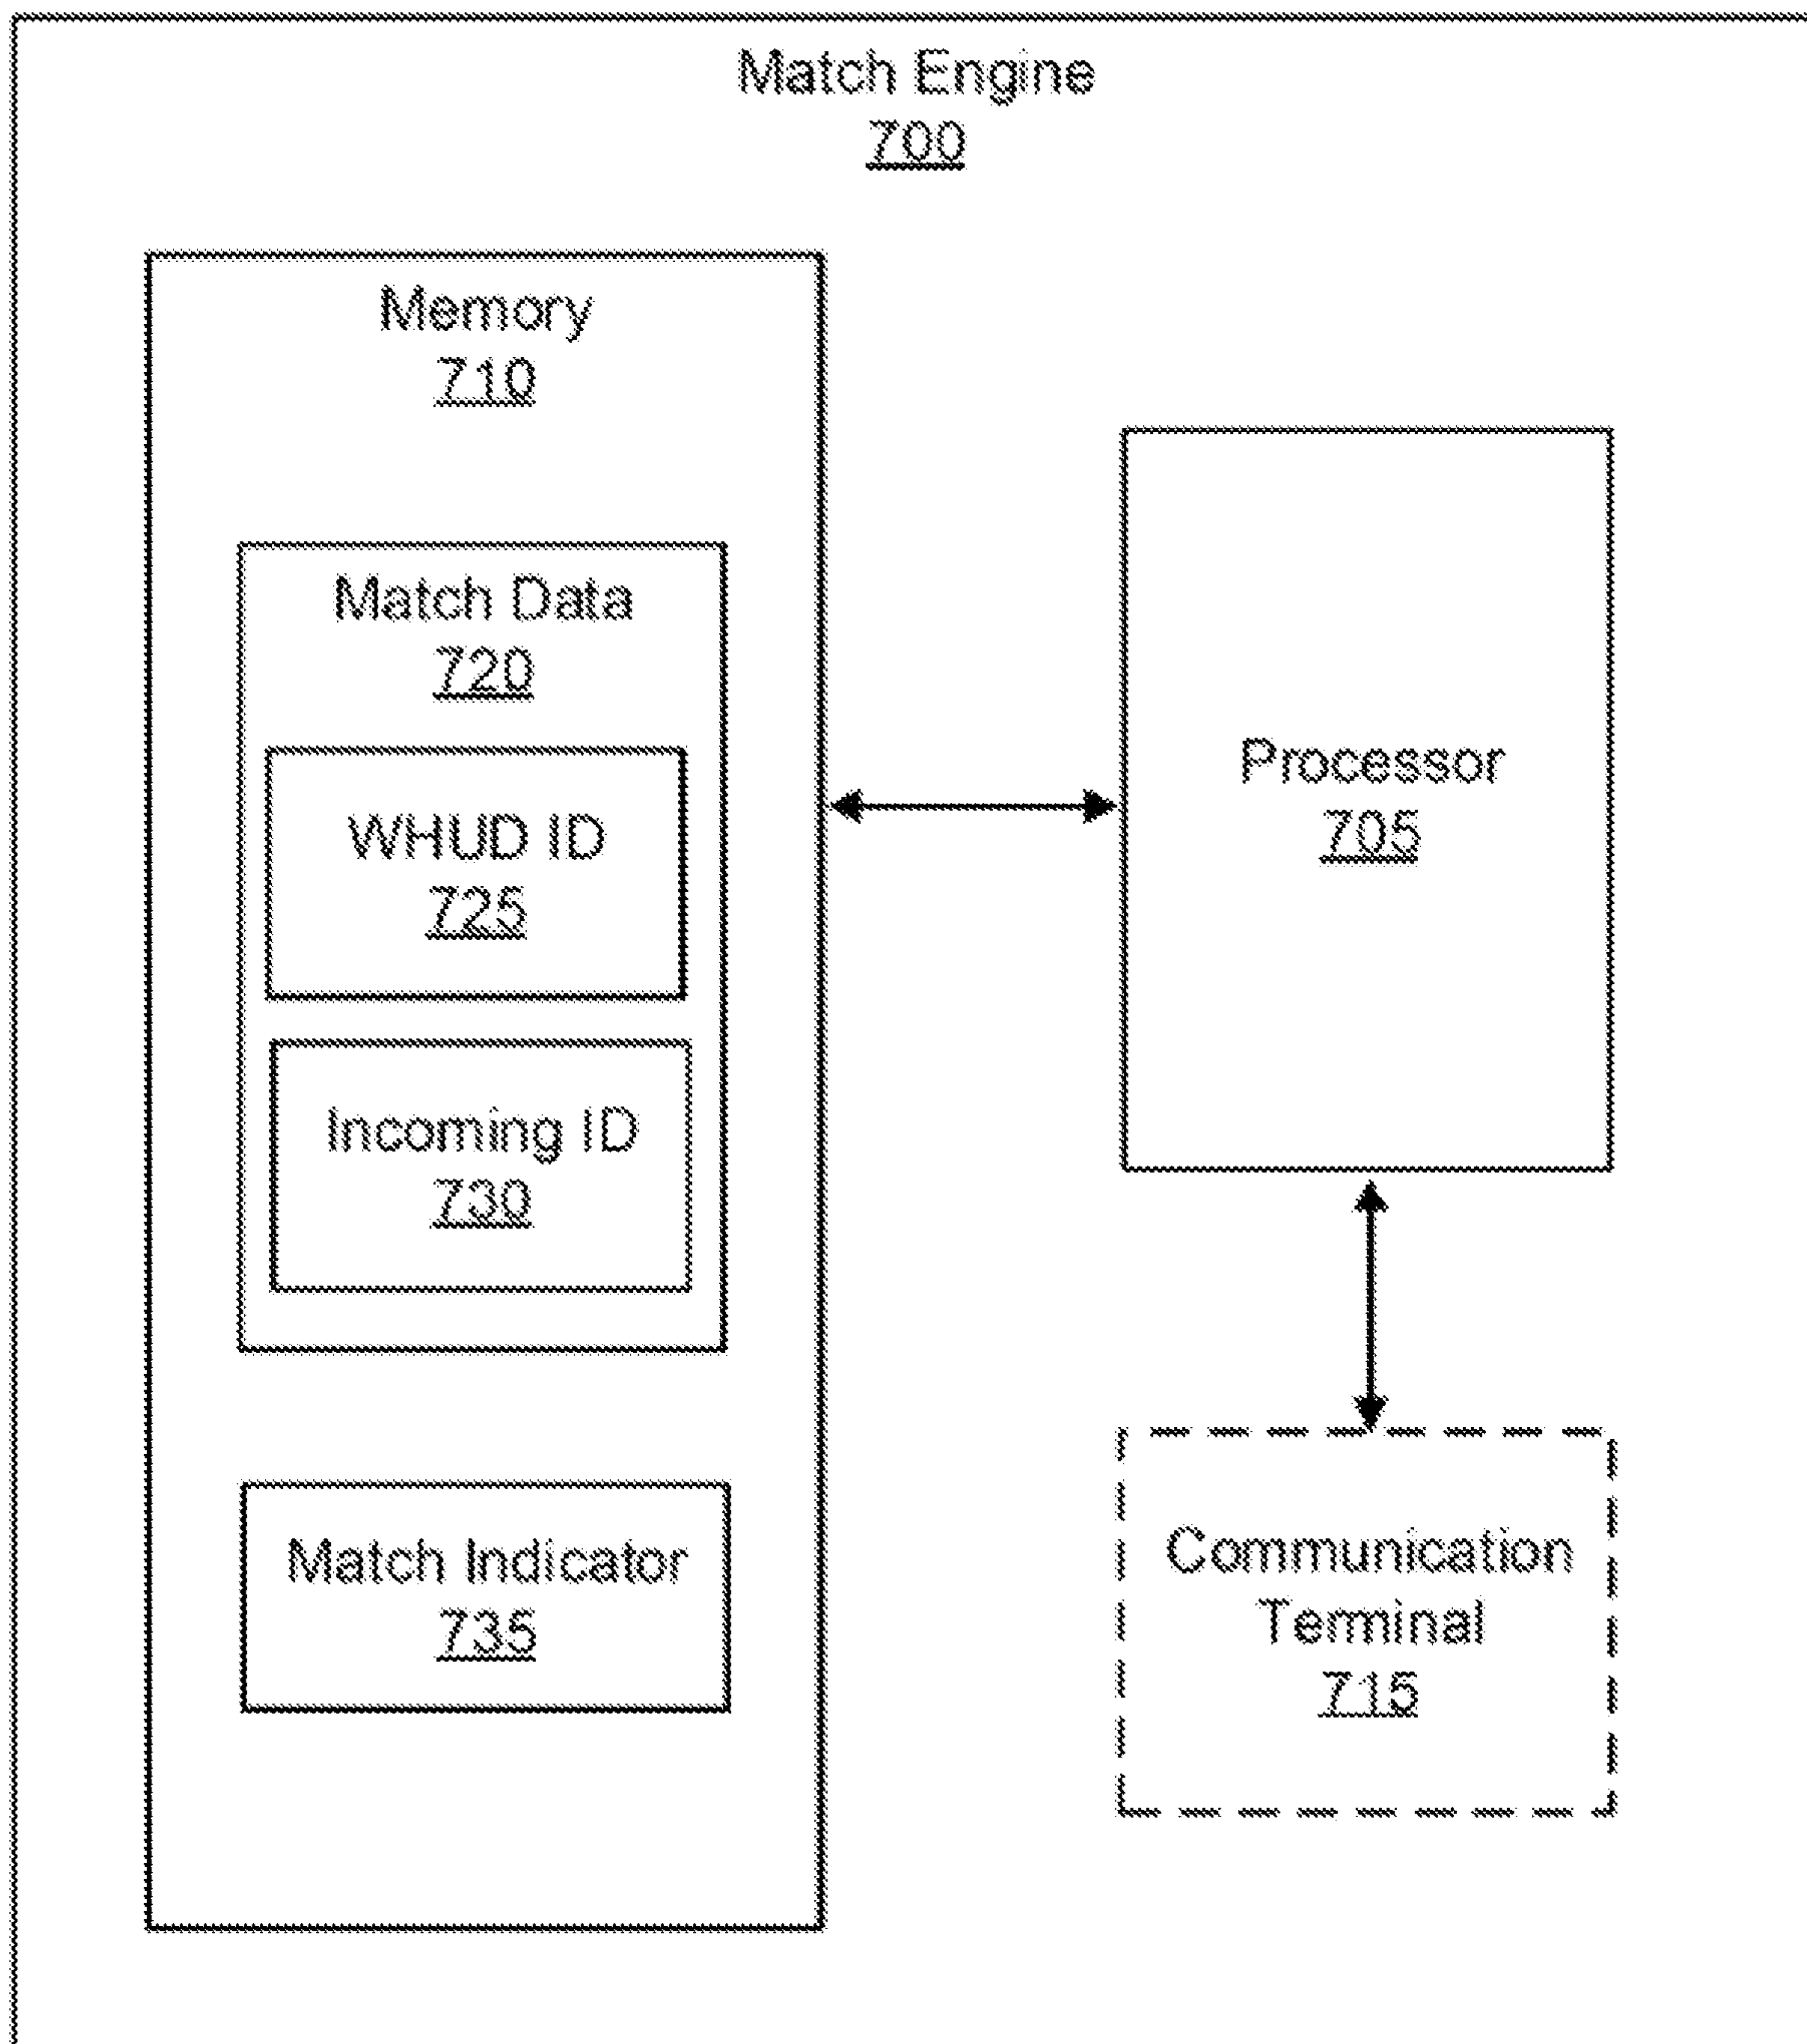 Match Engine
700
Memory
710
Match Data
720
WHUD ID
725
Incoming ID
730
Match Indicator
735
Processor
705
Communication
Terminal
715